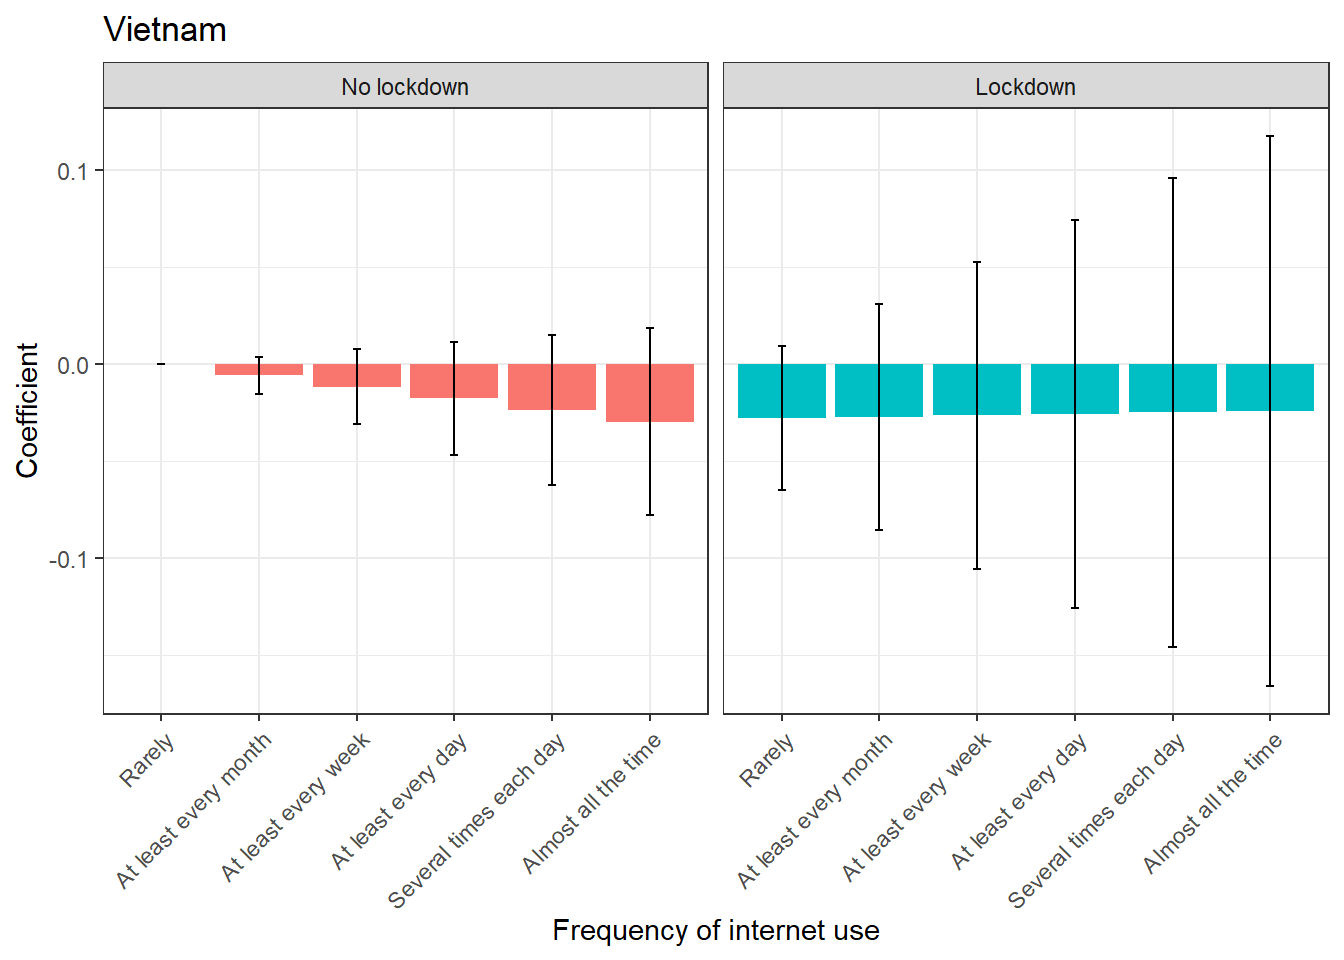 Vietnam
No lockdown
Lockdown
0.1
0.0
-0.1
Coefficient
Rarely
At least every month
At least every week
At least every day
Several times each day
Almost all the time
Rarely
At least every month
At least every week
At least every day
Several times each day
Almost all the time
Frequency of internet use